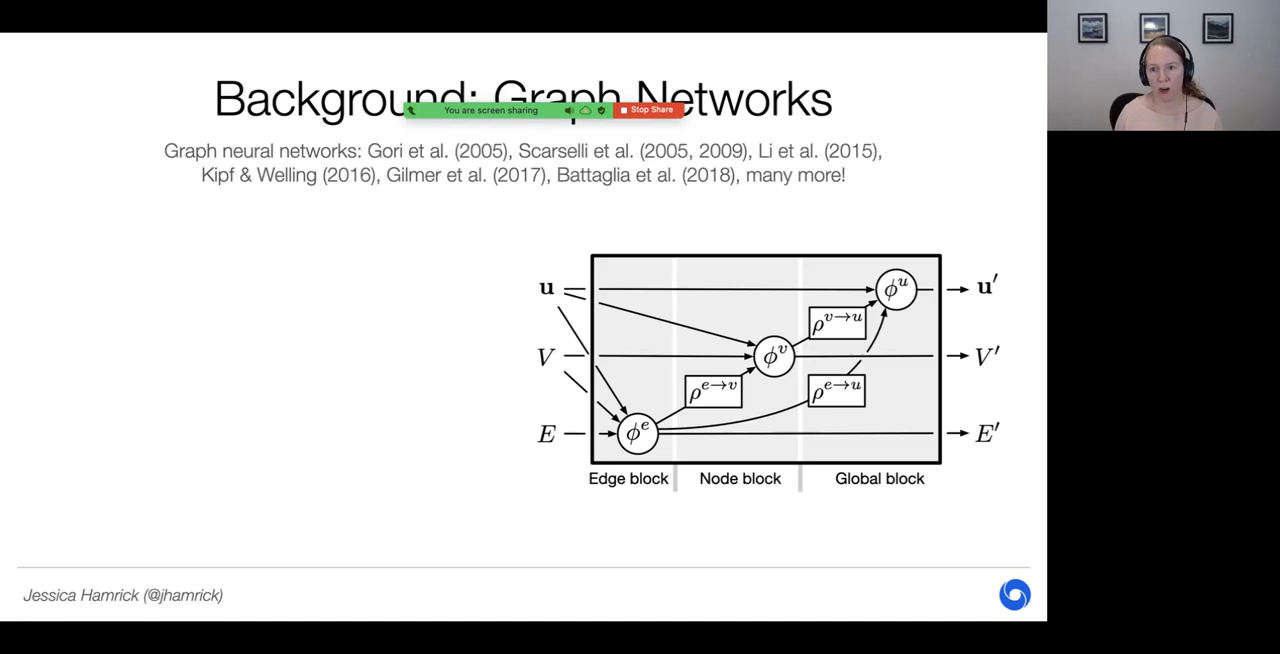 Background: Graph Networks
You are screen sharing
Stop Share
Graph neural networks: Gori et al. (2005), Scarselli et al. (2005, 2009), Li et al. (2015),
Kipf & Welling (2016), Gilmer et al. (2017), Battaglia et al. (2018), many more!
u
ϕᵘ
u′
ρᵛ→ᵘ
V
ϕᵛ
V′
ρᵉ→ᵛ
ρᵉ→ᵘ
E
ϕᵉ
E′
Edge block
Node block
Global block
Jessica Hamrick (@jhamrick)